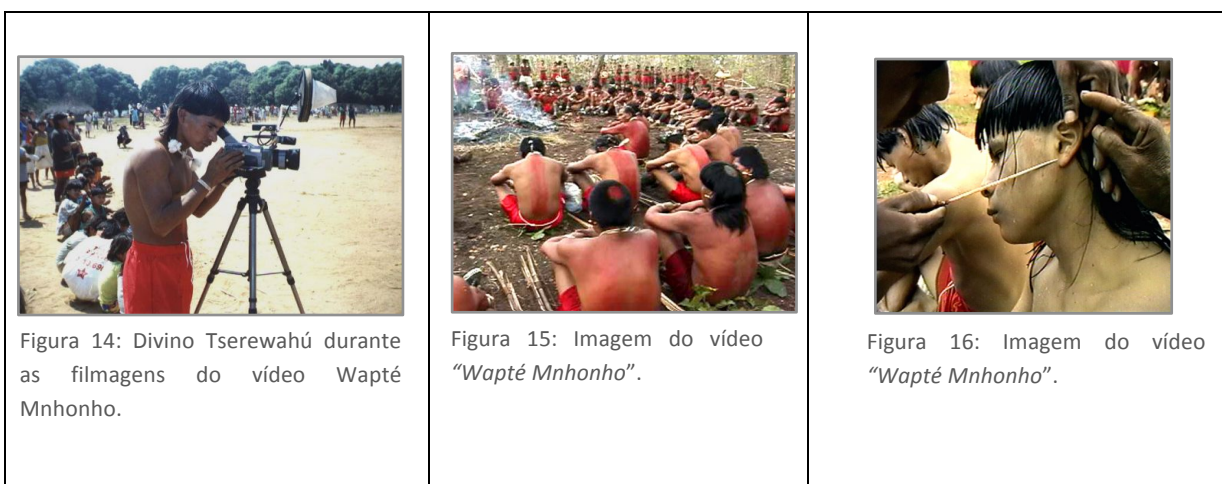 Figura 14: Divino Tserewahú durante
as filmagens do vídeo Wapté
Mnhonho.
Figura 15: Imagem do vídeo
“Wapté Mnhonho”.
Figura 16: Imagem do vídeo
“Wapté Mnhonho”.